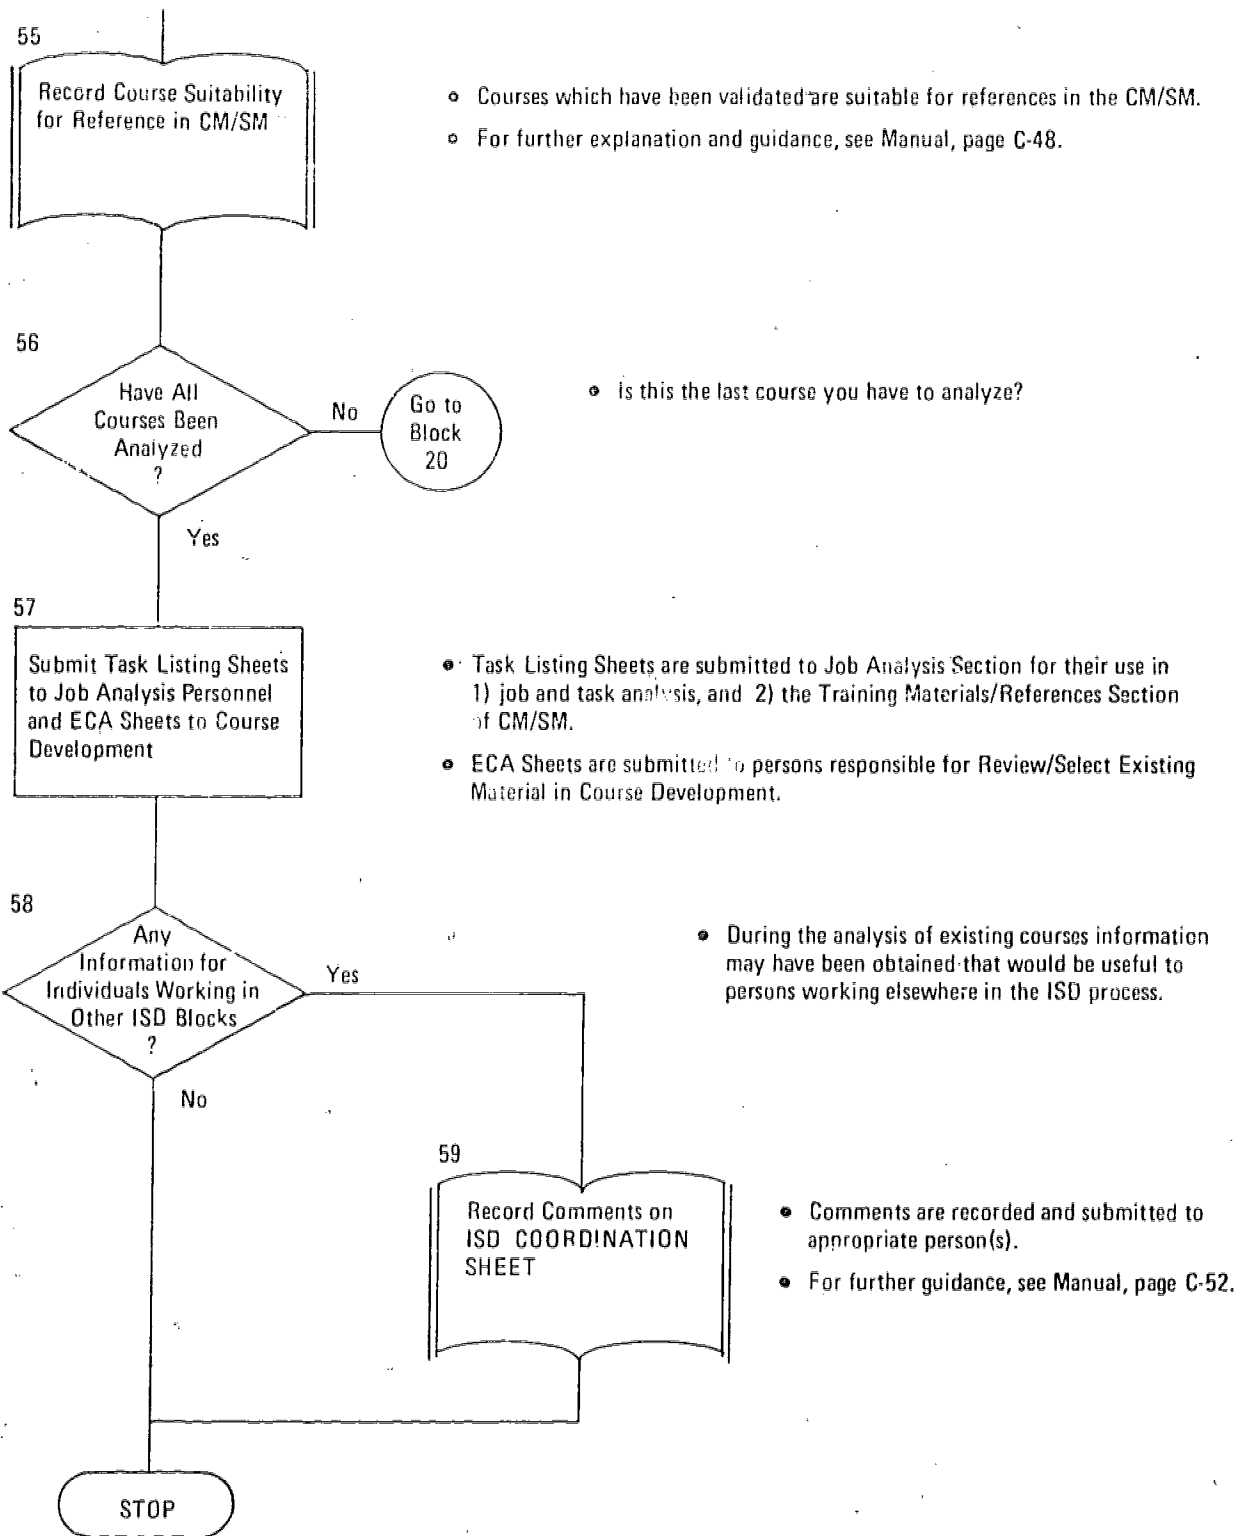 55
Record Course Suitability
for Reference in CM/SM
o Courses which have been validated are suitable for references in the CM/SM.
o For further explanation and guidance, see Manual, page C-48.
56
Have All
Courses Been
Analyzed
?
No
Go to
Block
20
• Is this the last course you have to analyze?
Yes
57
Submit Task Listing Sheets
to Job Analysis Personnel
and ECA Sheets to Course
Development
• Task Listing Sheets are submitted to Job Analysis Section for their use in
1) job and task analysis, and 2) the Training Materials/References Section
of CM/SM.
• ECA Sheets are submitted to persons responsible for Review/Select Existing
Material in Course Development.
58
Any
Information for
Individuals Working in
Other ISD Blocks
?
Yes
• During the analysis of existing courses information
may have been obtained that would be useful to
persons working elsewhere in the ISD process.
No
59
Record Comments on
ISD COORDINATION
SHEET
• Comments are recorded and submitted to
appropriate person(s).
• For further guidance, see Manual, page C-52.
STOP